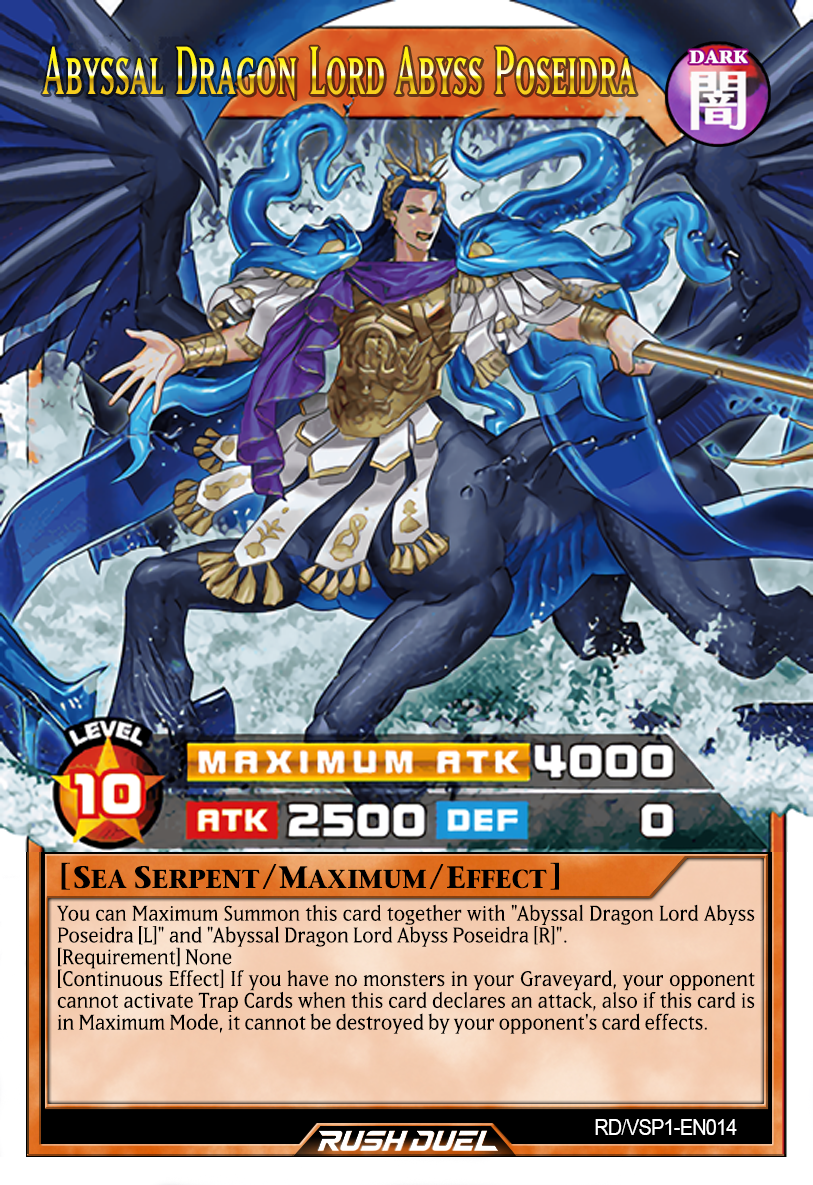 Abyssal Dragon Lord Abyss Poseidra
DARK
闇
LEVEL
10
MAXIMUM ATK 4000
ATK 2500 DEF 0
[Sea Serpent/Maximum/Effect]
You can Maximum Summon this card together with "Abyssal Dragon Lord Abyss
Poseidra [L]" and "Abyssal Dragon Lord Abyss Poseidra [R]".
[Requirement] None
[Continuous Effect] If you have no monsters in your Graveyard, your opponent
cannot activate Trap Cards when this card declares an attack, also if this card is
in Maximum Mode, it cannot be destroyed by your opponent's card effects.
RD/VSP1-EN014
RUSH DUEL